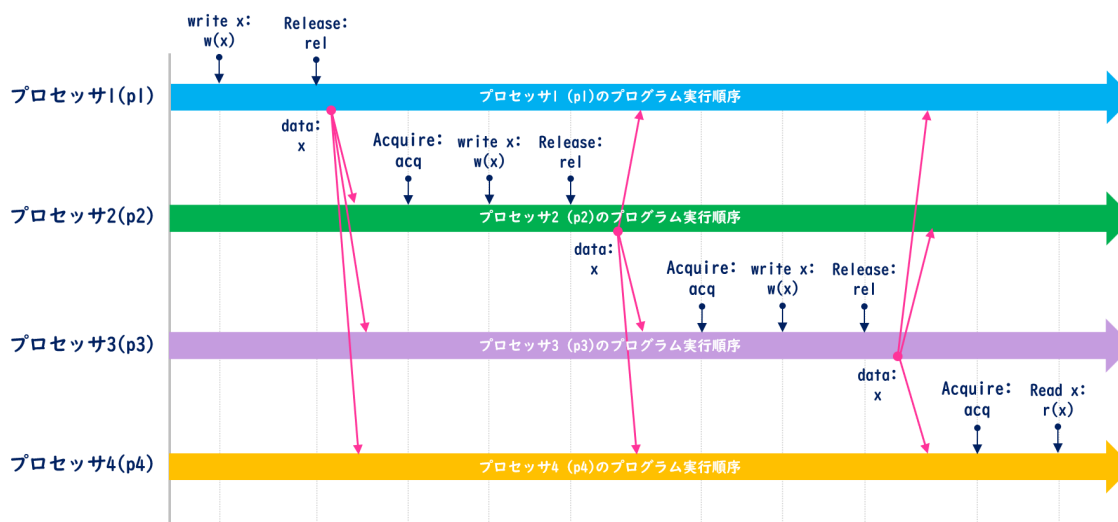 write x:
w(x)
Release:
rel
プロセッサ1(p1)
プロセッサ1 (p1)のプログラム実行順序
data:
x
Acquire:
acq
write x:
w(x)
Release:
rel
プロセッサ2(p2)
プロセッサ2 (p2)のプログラム実行順序
data:
x
Acquire:
acq
write x:
w(x)
Release:
rel
プロセッサ3(p3)
プロセッサ3 (p3)のプログラム実行順序
data:
x
Acquire:
acq
Read x:
r(x)
プロセッサ4(p4)
プロセッサ4 (p4)のプログラム実行順序